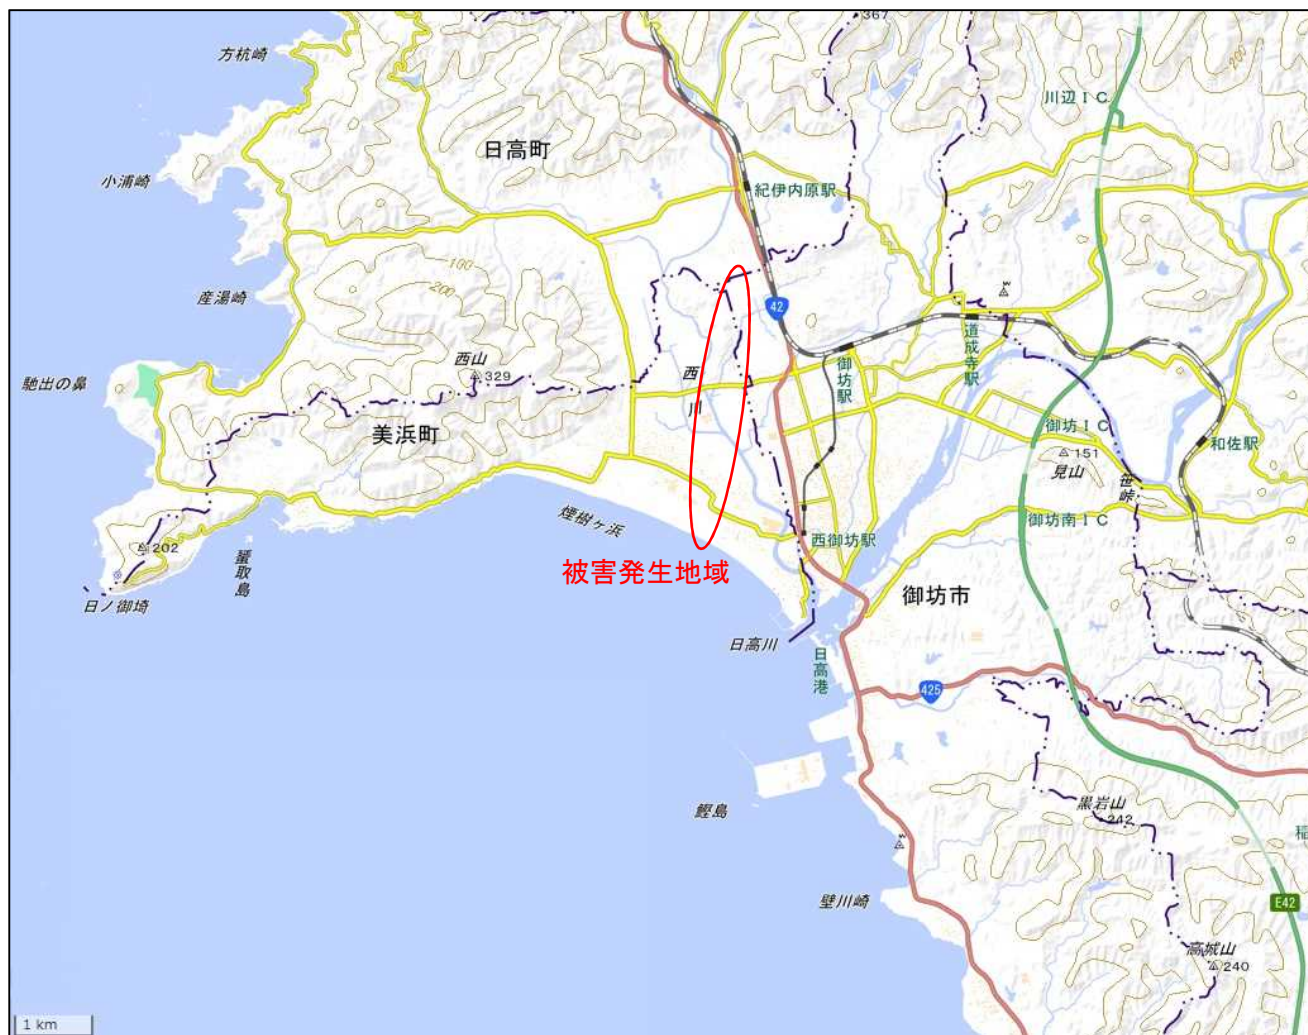 367
方杭崎
200
川辺IC
日高町
小浦崎
紀伊内原駅
100
200
産湯崎
42
西山
329
馳出の鼻
西川
御坊駅
道成寺駅
美浜町
御坊IC
151
見山
和佐駅
笹峠
煙樹ヶ浜
御坊南IC
西御坊駅
202
蜑取島
被害発生地域
日ノ御埼
御坊市
日高川
日高港
425
鰹島
黒岩山
242
稲
壁川崎
E42
高城山
240
1 km